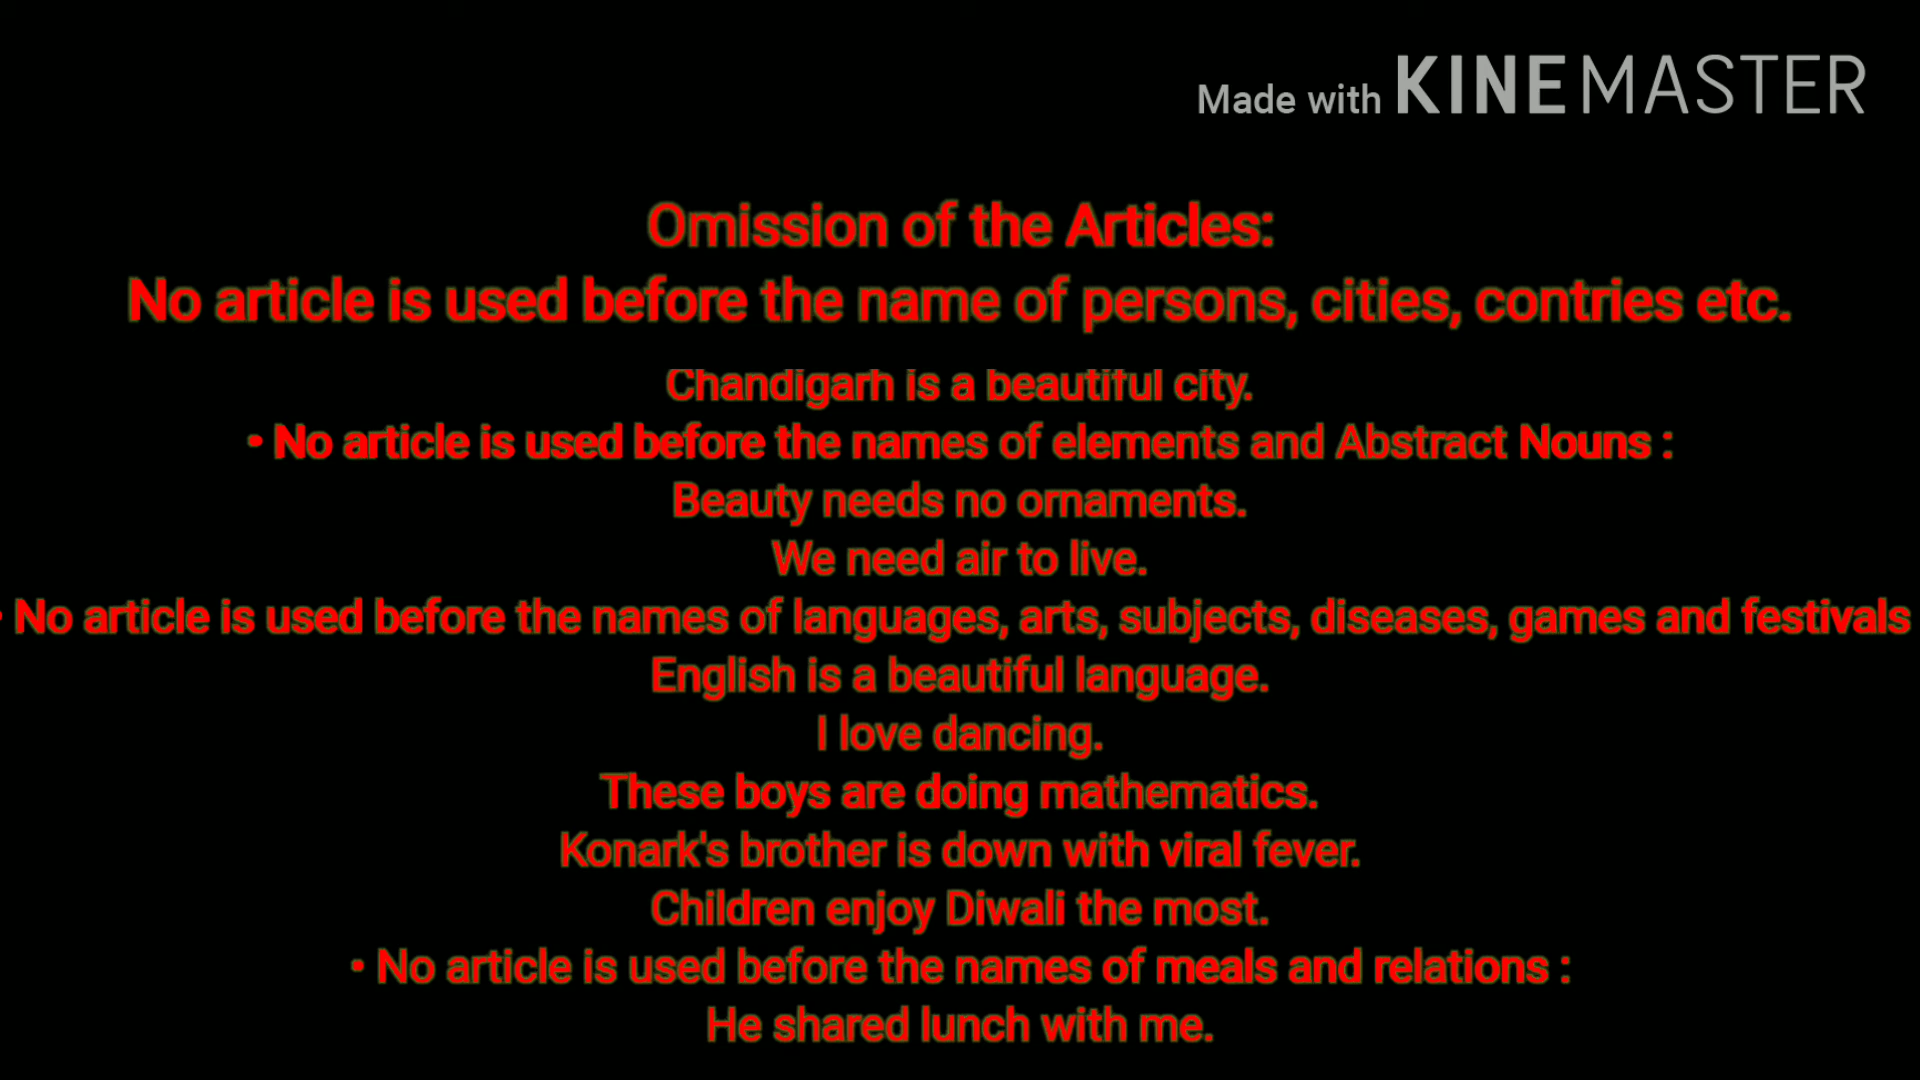 Made with KINEMASTER
Omission of the Articles:
No article is used before the name of persons, cities, contries etc.
Chandigarh is a beautiful city.
• No article is used before the names of elements and Abstract Nouns :
Beauty needs no ornaments.
We need air to live.
• No article is used before the names of languages, arts, subjects, diseases, games and festivals
English is a beautiful language.
I love dancing.
These boys are doing mathematics.
Konark's brother is down with viral fever.
Children enjoy Diwali the most.
• No article is used before the names of meals and relations :
He shared lunch with me.